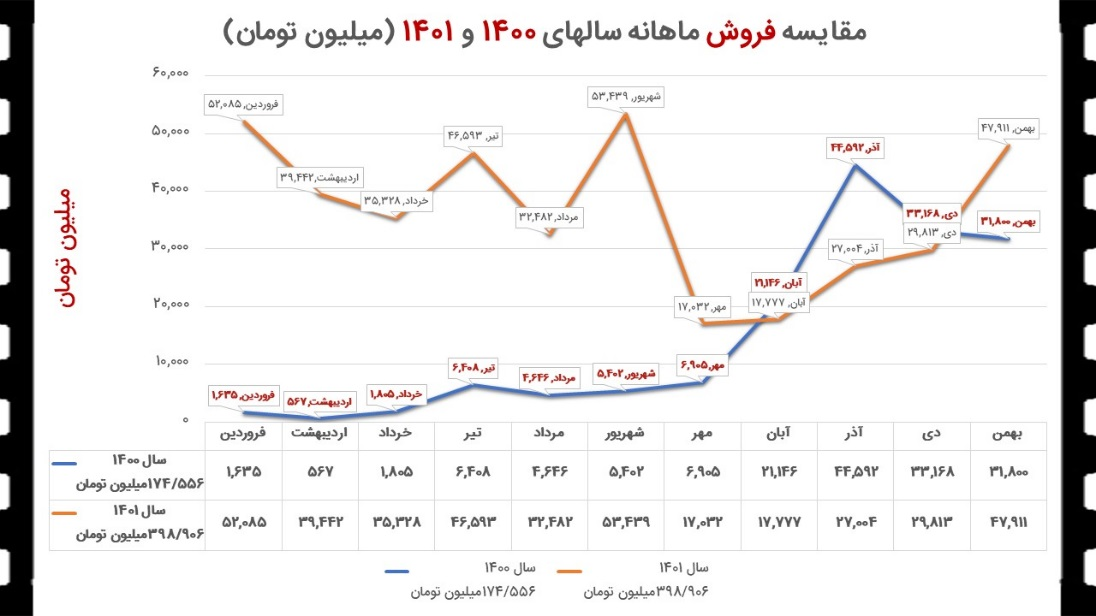 مقایسه فروش ماهانه سالهای ۱۴۰۰ و ۱۴۰۱ (میلیون تومان)
میلیون تومان
۶۰,۰۰۰
۵۰,۰۰۰
۴۰,۰۰۰
۳۰,۰۰۰
۲۰,۰۰۰
۱۰,۰۰۰
۰
فروردین, ۵۲,۰۸۵
اردیبهشت, ۳۹,۴۴۲
خرداد, ۳۵,۳۲۸
تیر, ۴۶,۵۹۳
مرداد, ۳۲,۴۸۲
شهریور, ۵۳,۴۳۹
مهر, ۱۷,۰۳۲
آبان, ۱۷,۷۷۷
آذر, ۲۷,۰۰۴
دی, ۲۹,۸۱۳
بهمن, ۴۷,۹۱۱
فروردین, ۱,۶۳۵
اردیبهشت, ۵۶۷
خرداد, ۱,۸۰۵
تیر, ۶,۴۰۸
مرداد, ۴,۶۴۶
شهریور, ۵,۴۰۲
مهر, ۶,۹۰۵
آبان, ۲۱,۱۴۶
آذر, ۴۴,۵۹۲
دی, ۳۳,۱۶۸
بهمن, ۳۱,۸۰۰
فروردین اردیبهشت خرداد تیر مرداد شهریور مهر آبان آذر دی بهمن
سال ۱۴۰۰
۱۷۴/۵۵۶میلیون تومان
۱,۶۳۵ ۵۶۷ ۱,۸۰۵ ۶,۴۰۸ ۴,۶۴۶ ۵,۴۰۲ ۶,۹۰۵ ۲۱,۱۴۶ ۴۴,۵۹۲ ۳۳,۱۶۸ ۳۱,۸۰۰
سال ۱۴۰۱
۳۹۸/۹۰۶میلیون تومان
۵۲,۰۸۵ ۳۹,۴۴۲ ۳۵,۳۲۸ ۴۶,۵۹۳ ۳۲,۴۸۲ ۵۳,۴۳۹ ۱۷,۰۳۲ ۱۷,۷۷۷ ۲۷,۰۰۴ ۲۹,۸۱۳ ۴۷,۹۱۱
سال ۱۴۰۱
۳۹۸/۹۰۶میلیون تومان
سال ۱۴۰۰
۱۷۴/۵۵۶میلیون تومان